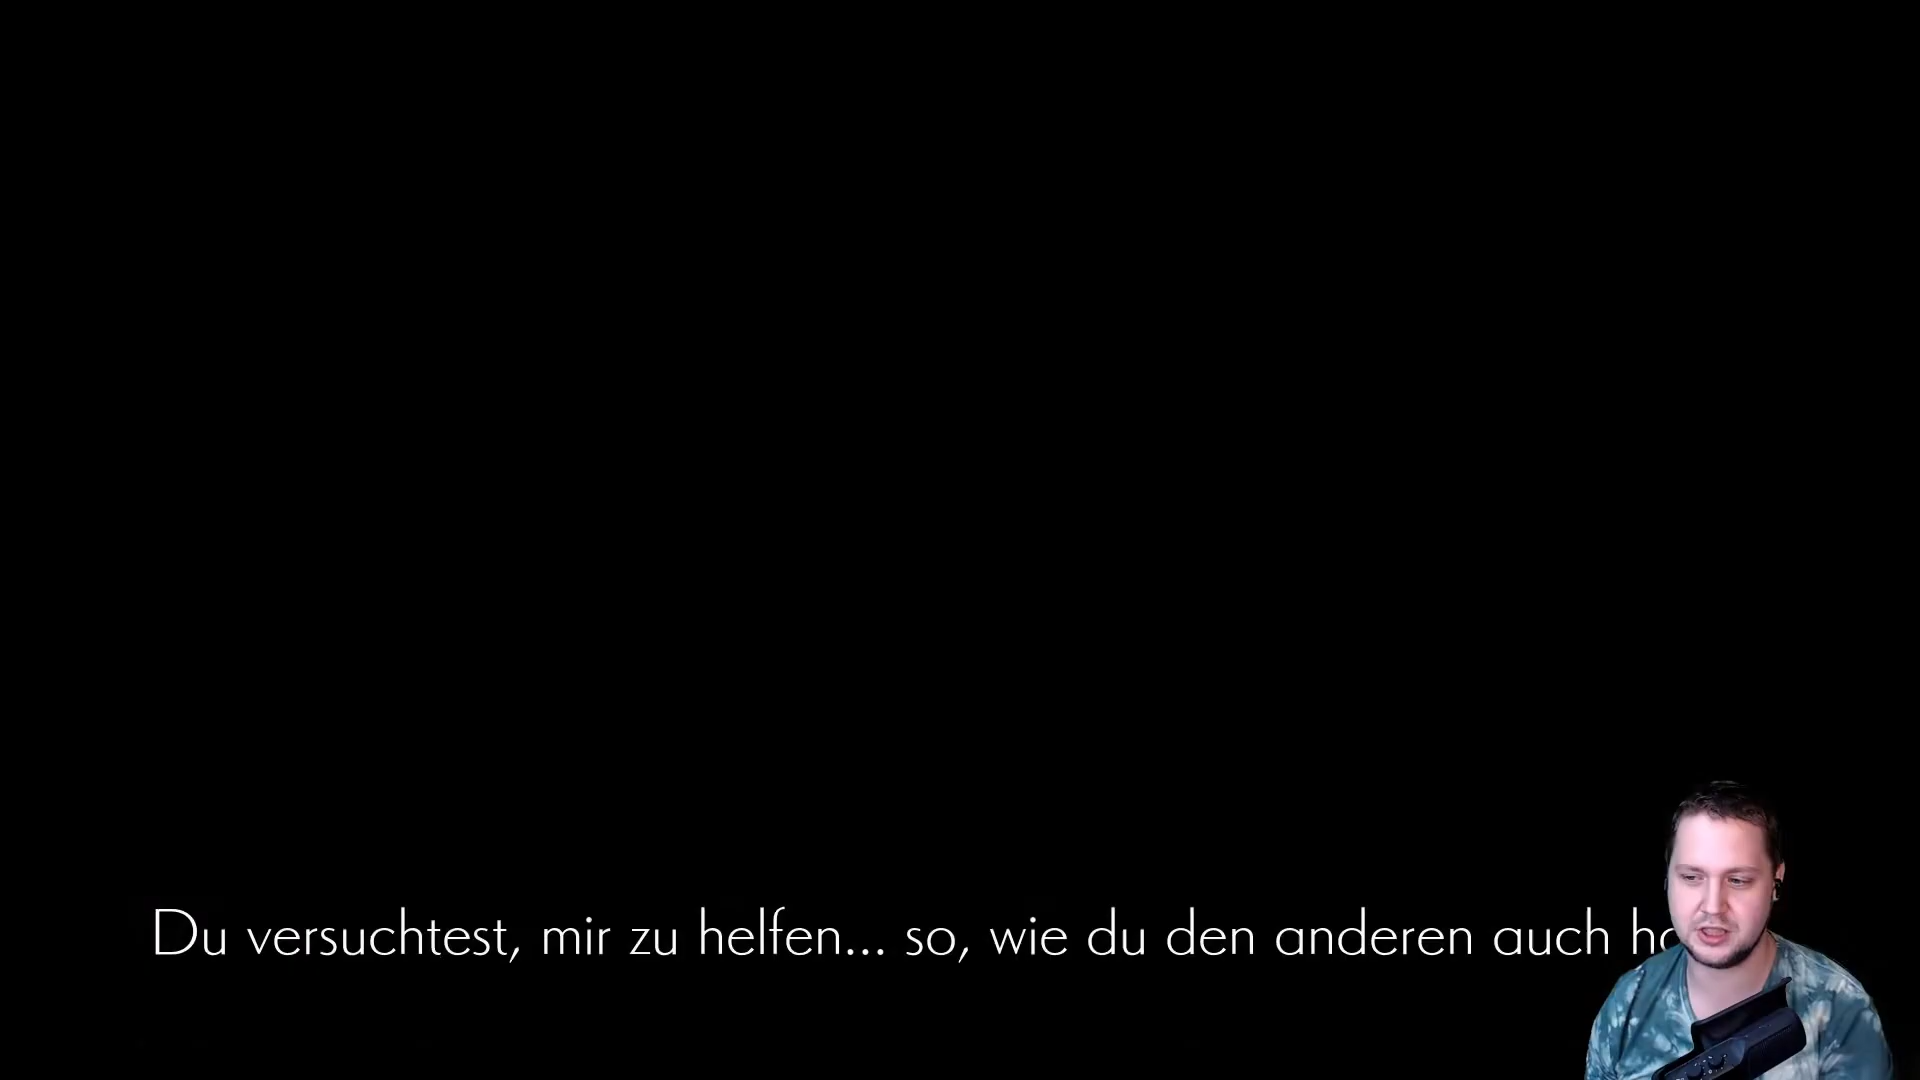 Du versuchtest, mir zu helfen... so, wie du den anderen auch